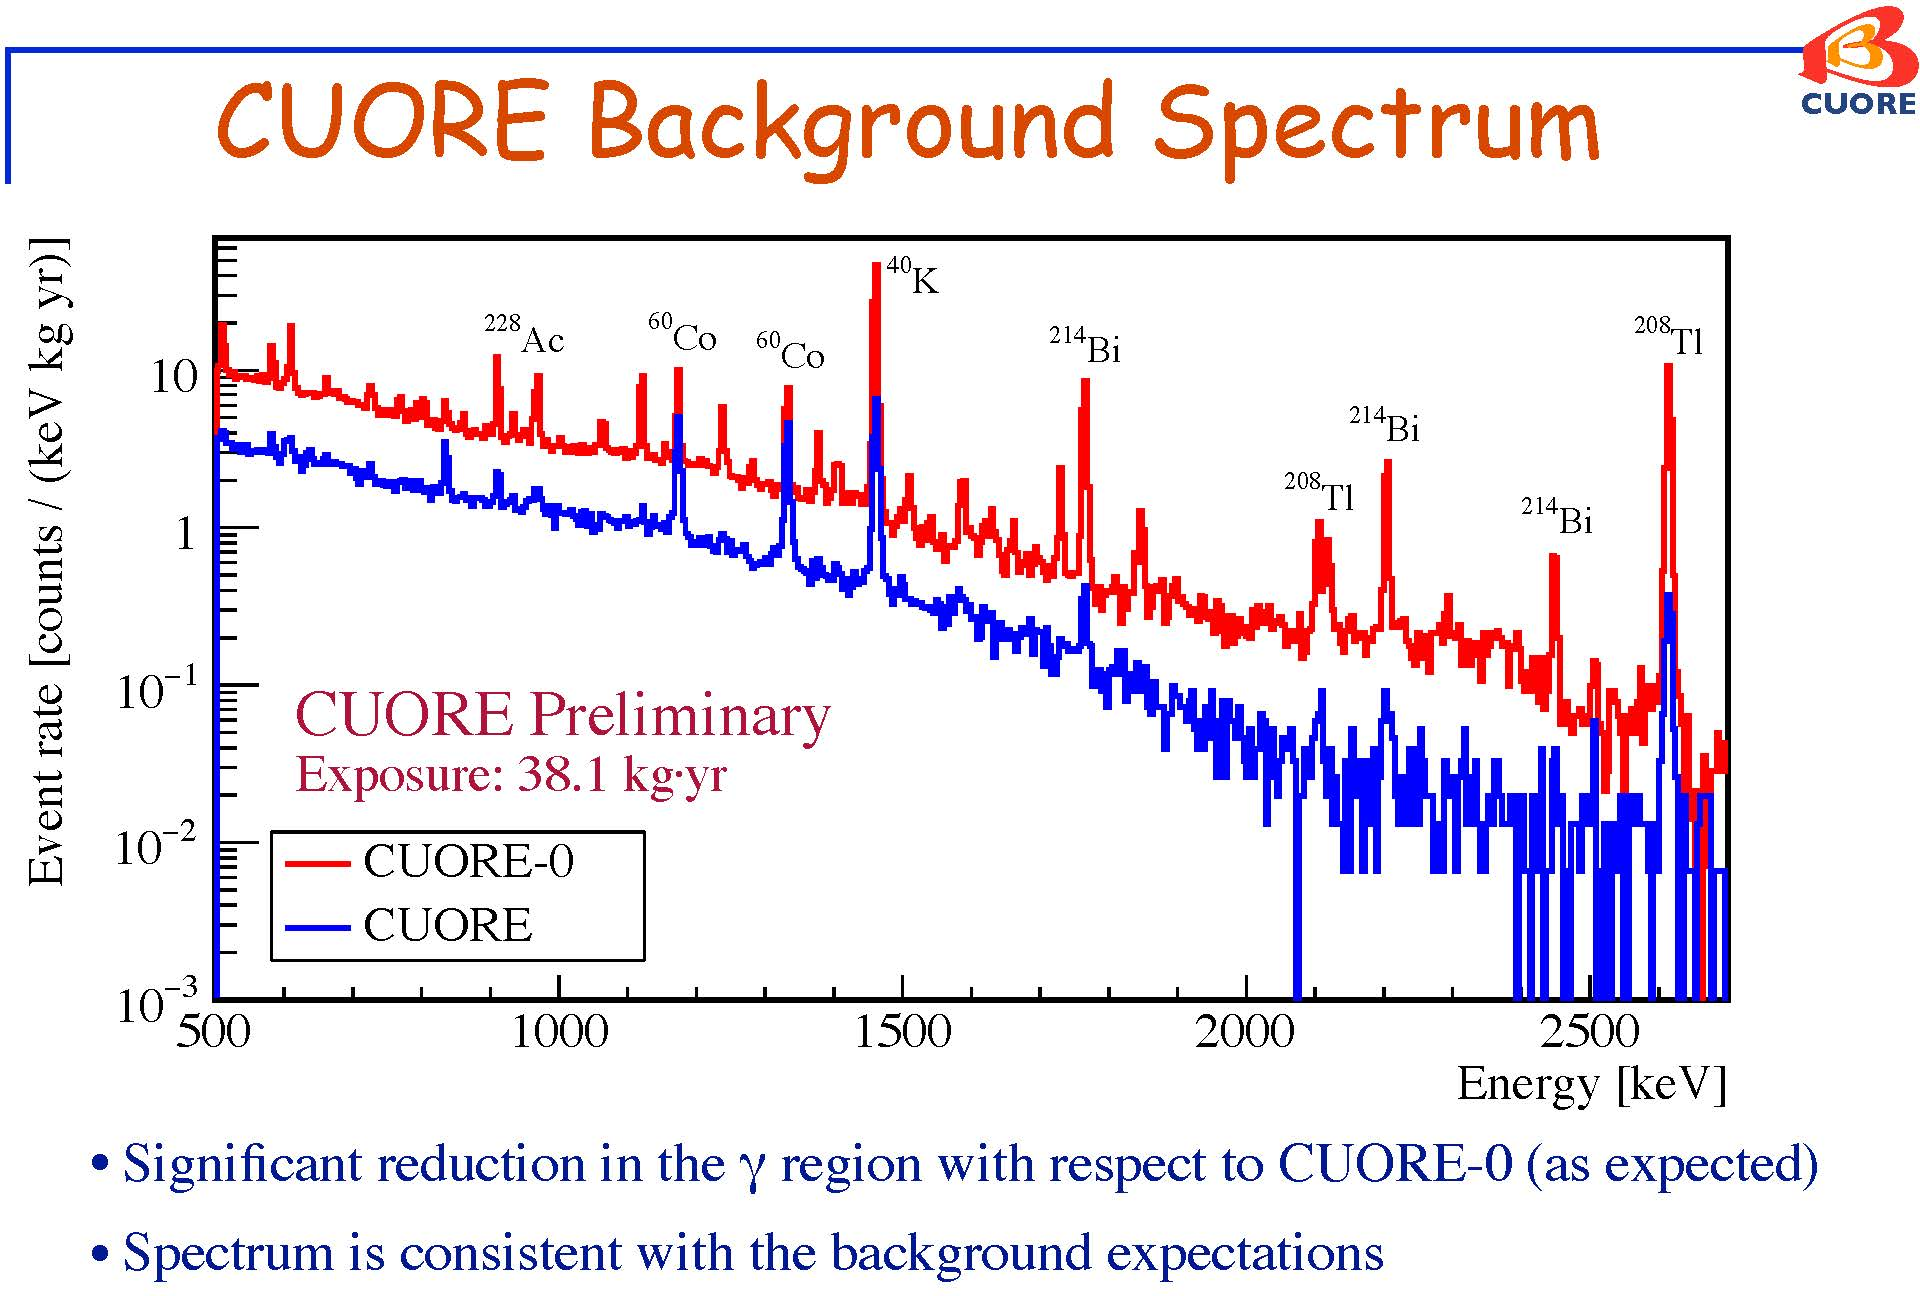 CUORE
CUORE Background Spectrum
Event rate [counts / (keV kg yr)]
⁴⁰K
²²⁸Ac
⁶⁰Co
⁶⁰Co
²¹⁴Bi
²⁰⁸Tl
²¹⁴Bi
²⁰⁸Tl
²¹⁴Bi
10
1
10⁻¹
10⁻²
10⁻³
CUORE Preliminary
Exposure: 38.1 kg·yr
CUORE-0
CUORE
500 1000 1500 2000 2500
Energy [keV]
• Significant reduction in the γ region with respect to CUORE-0 (as expected)
• Spectrum is consistent with the background expectations